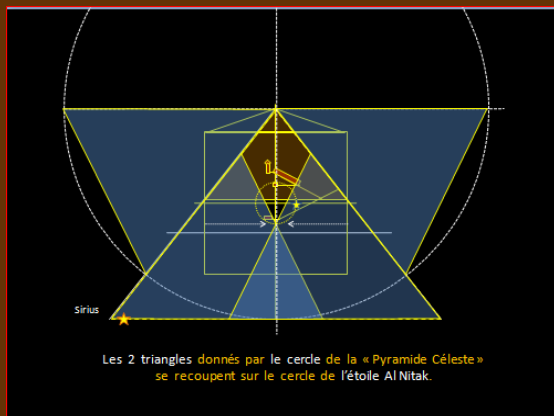 Sirius
Les 2 triangles donnés par le cercle de la « Pyramide Céleste »
se recoupent sur le cercle de l'étoile Al Nitak.